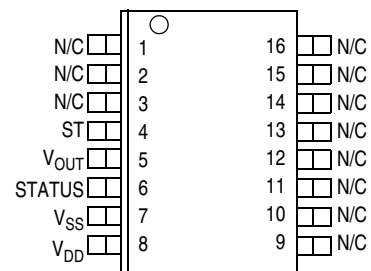 N/C 1 16 N/C
N/C 2 15 N/C
N/C 3 14 N/C
ST 4 13 N/C
VOUT 5 12 N/C
STATUS 6 11 N/C
VSS 7 10 N/C
VDD 8 9 N/C